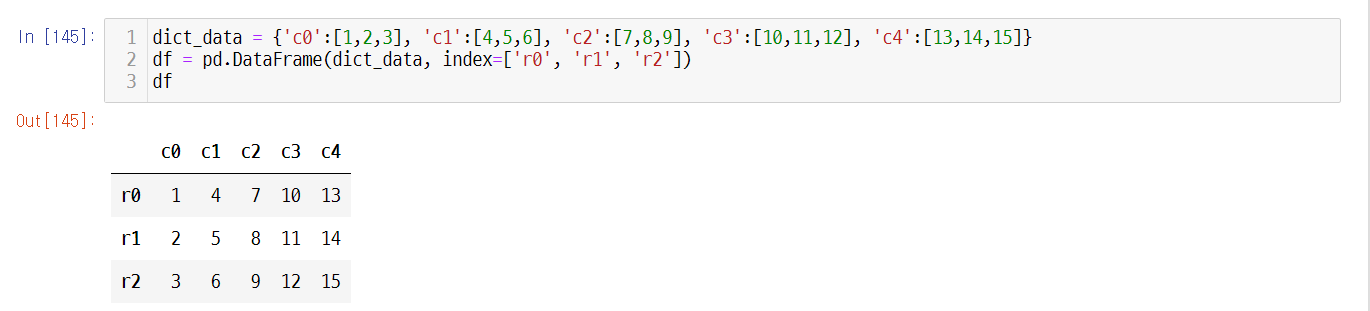 In [145]:
1 dict_data = {'c0':[1,2,3], 'c1':[4,5,6], 'c2':[7,8,9], 'c3':[10,11,12], 'c4':[13,14,15]}
2 df = pd.DataFrame(dict_data, index=['r0', 'r1', 'r2'])
3 df
Out[145]:
c0 c1 c2 c3 c4
r0 1 4 7 10 13
r1 2 5 8 11 14
r2 3 6 9 12 15